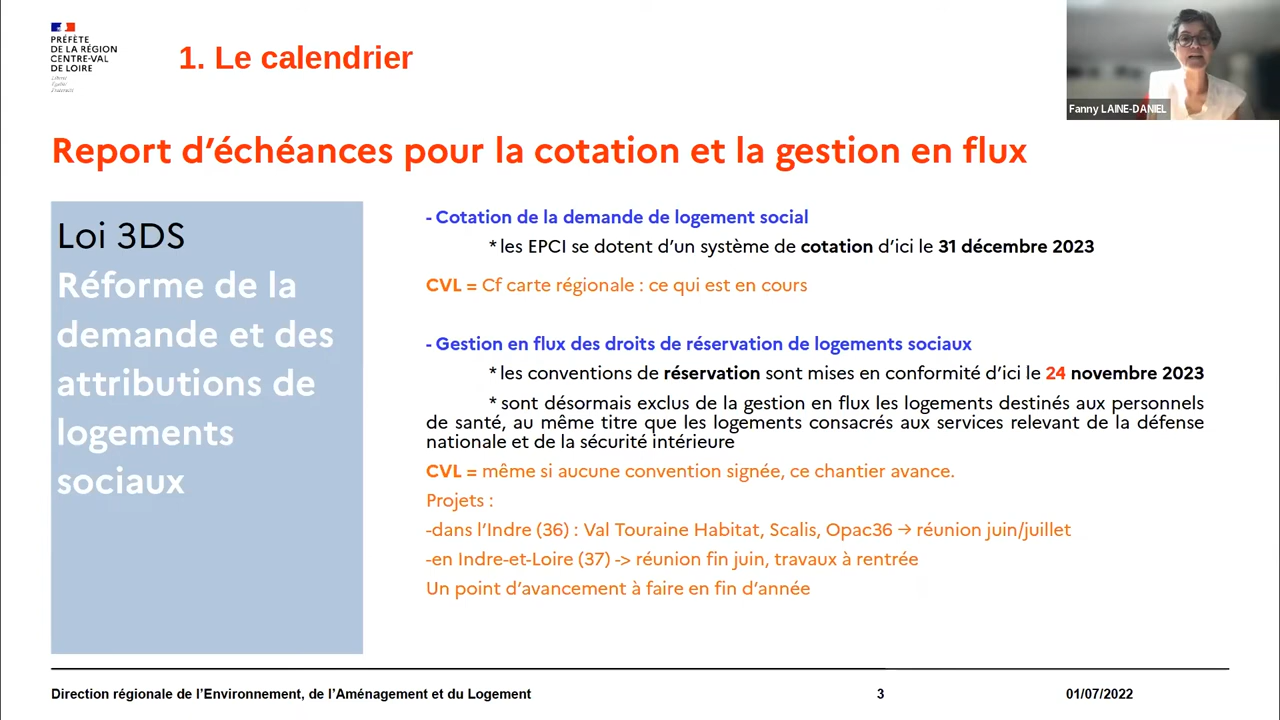 PRÉFÈTE
DE LA RÉGION
CENTRE-VAL
DE LOIRE
Liberté
Égalité
Fraternité
1. Le calendrier
Fanny LAINE-DANIEL
Report d’échéances pour la cotation et la gestion en flux
Loi 3DS
Réforme de la
demande et des
attributions de
logements
sociaux
- Cotation de la demande de logement social
* les EPCI se dotent d’un système de cotation d’ici le 31 décembre 2023
CVL = Cf carte régionale : ce qui est en cours
- Gestion en flux des droits de réservation de logements sociaux
* les conventions de réservation sont mises en conformité d’ici le 24 novembre 2023
* sont désormais exclus de la gestion en flux les logements destinés aux personnels
de santé, au même titre que les logements consacrés aux services relevant de la défense
nationale et de la sécurité intérieure
CVL = même si aucune convention signée, ce chantier avance.
Projets :
-dans l’Indre (36) : Val Touraine Habitat, Scalis, Opac36 → réunion juin/juillet
-en Indre-et-Loire (37) -> réunion fin juin, travaux à rentrée
Un point d’avancement à faire en fin d’année
Direction régionale de l’Environnement, de l’Aménagement et du Logement
3
01/07/2022